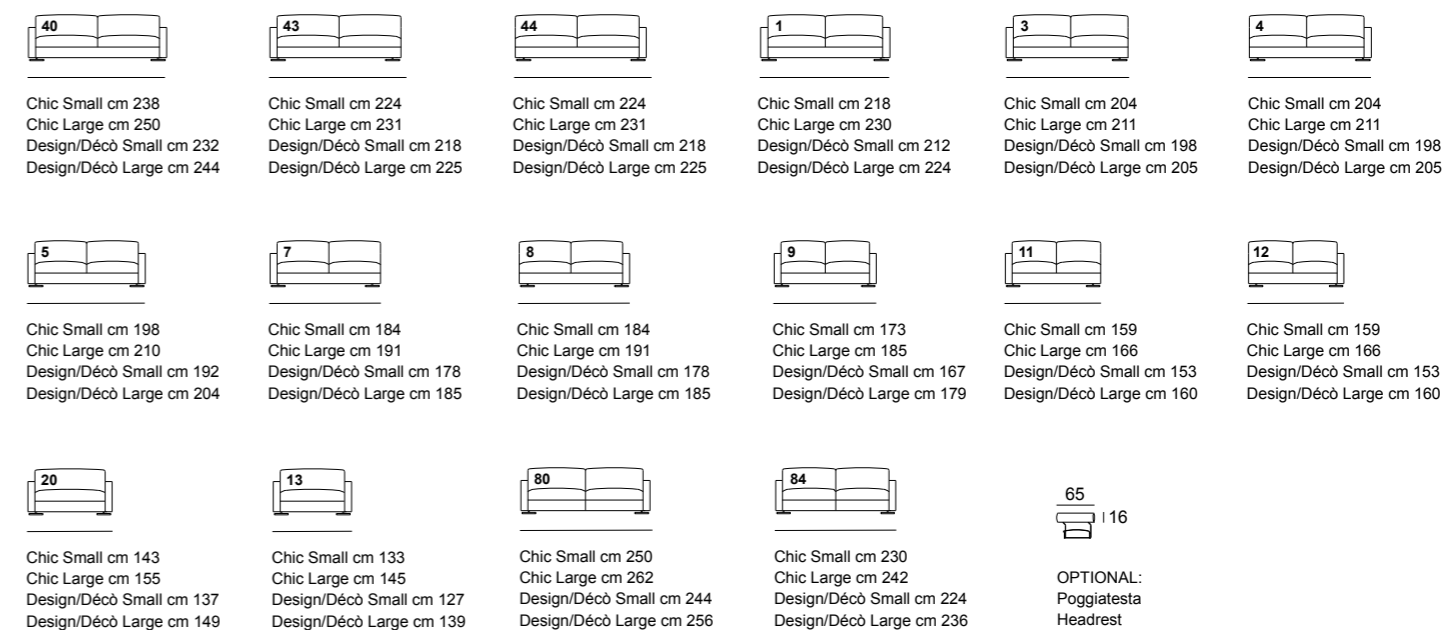 40
Chic Small cm 238
Chic Large cm 250
Design/Décò Small cm 232
Design/Décò Large cm 244
43
Chic Small cm 224
Chic Large cm 231
Design/Décò Small cm 218
Design/Décò Large cm 225
44
Chic Small cm 224
Chic Large cm 231
Design/Décò Small cm 218
Design/Décò Large cm 225
1
Chic Small cm 218
Chic Large cm 230
Design/Décò Small cm 212
Design/Décò Large cm 224
3
Chic Small cm 204
Chic Large cm 211
Design/Décò Small cm 198
Design/Décò Large cm 205
4
Chic Small cm 204
Chic Large cm 211
Design/Décò Small cm 198
Design/Décò Large cm 205
5
Chic Small cm 198
Chic Large cm 210
Design/Décò Small cm 192
Design/Décò Large cm 204
7
Chic Small cm 184
Chic Large cm 191
Design/Décò Small cm 178
Design/Décò Large cm 185
8
Chic Small cm 184
Chic Large cm 191
Design/Décò Small cm 178
Design/Décò Large cm 185
9
Chic Small cm 173
Chic Large cm 185
Design/Décò Small cm 167
Design/Décò Large cm 179
11
Chic Small cm 159
Chic Large cm 166
Design/Décò Small cm 153
Design/Décò Large cm 160
12
Chic Small cm 159
Chic Large cm 166
Design/Décò Small cm 153
Design/Décò Large cm 160
20
Chic Small cm 143
Chic Large cm 155
Design/Décò Small cm 137
Design/Décò Large cm 149
13
Chic Small cm 133
Chic Large cm 145
Design/Décò Small cm 127
Design/Décò Large cm 139
80
Chic Small cm 250
Chic Large cm 262
Design/Décò Small cm 244
Design/Décò Large cm 256
84
Chic Small cm 230
Chic Large cm 242
Design/Décò Small cm 224
Design/Décò Large cm 236
65
16
OPTIONAL:
Poggiatesta
Headrest